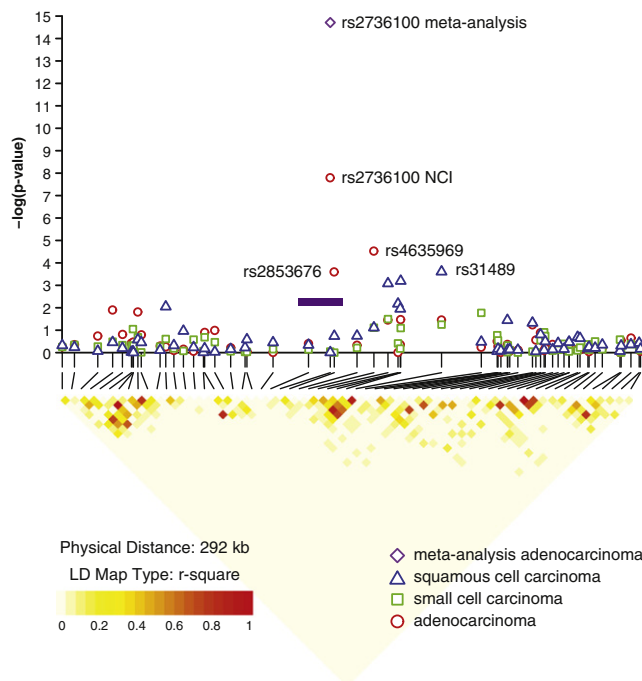 15
14
13
12
11
10
9
8
7
6
5
4
3
2
1
0
−log(p-value)
rs2736100 meta-analysis
rs2736100 NCI
rs4635969
rs2853676
rs31489
Physical Distance: 292 kb
LD Map Type: r-square
0 0.2 0.4 0.6 0.8 1
meta-analysis adenocarcinoma
squamous cell carcinoma
small cell carcinoma
adenocarcinoma